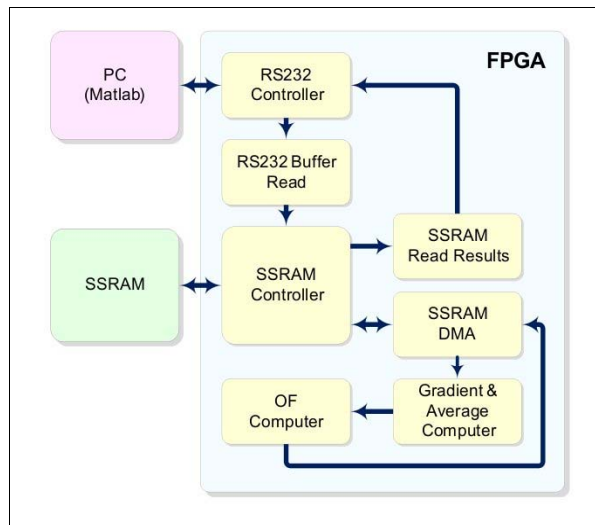 PC
(Matlab)
RS232
Controller
FPGA
RS232 Buffer
Read
SSRAM
SSRAM
Controller
SSRAM
Read Results
SSRAM
DMA
OF
Computer
Gradient &
Average
Computer